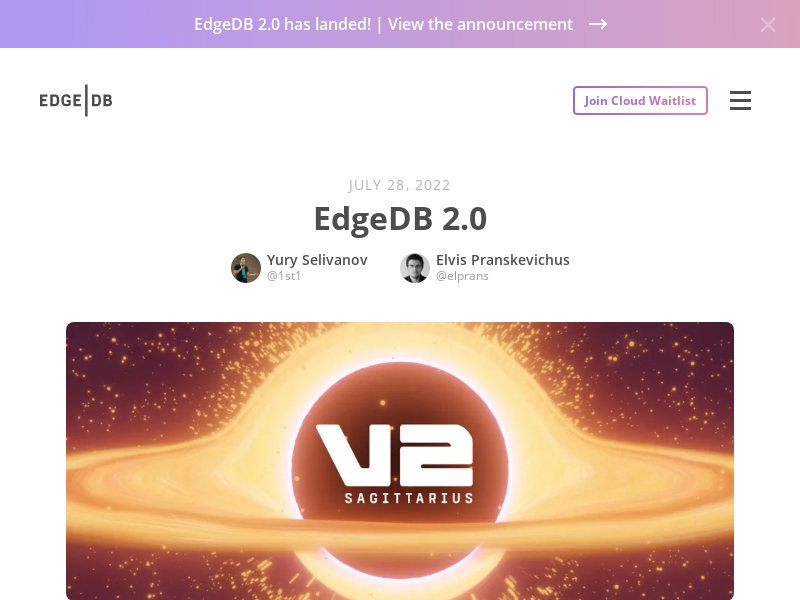 EdgeDB 2.0 has landed! | View the announcement →
EDGE|DB
Join Cloud Waitlist
JULY 28, 2022
EdgeDB 2.0
Yury Selivanov
@1st1
Elvis Pranskevichus
@elprans
V2
SAGITTARIUS